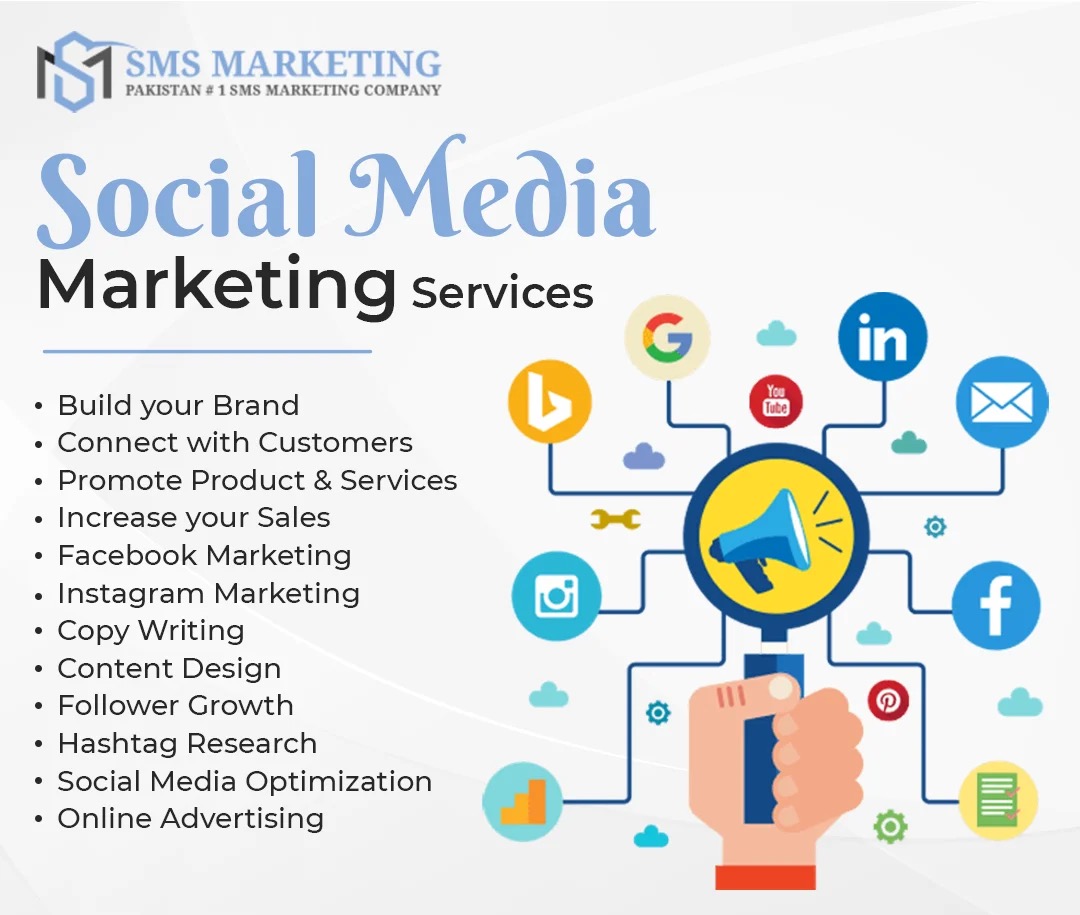 SMS MARKETING
PAKISTAN # 1 SMS MARKETING COMPANY
Social Media
Marketing Services
• Build your Brand
• Connect with Customers
• Promote Product & Services
• Increase your Sales
• Facebook Marketing
• Instagram Marketing
• Copy Writing
• Content Design
• Follower Growth
• Hashtag Research
• Social Media Optimization
• Online Advertising
G
in
You
Tube
b
f